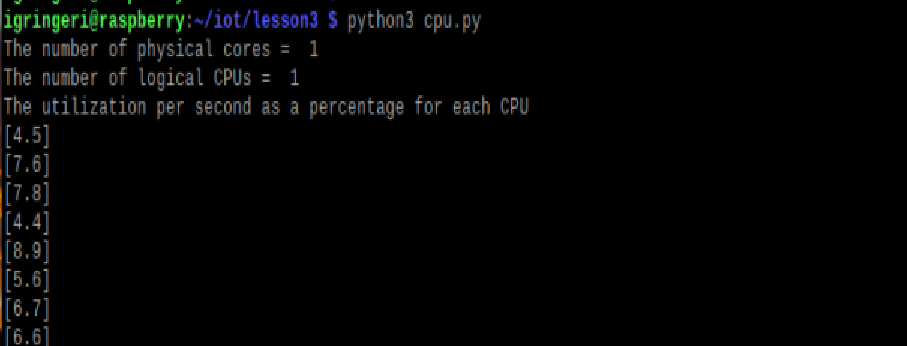 igringeri@raspberry:~/iot/lesson3 $ python3 cpu.py
The number of physical cores =  1
The number of logical CPUs =  1
The utilization per second as a percentage for each CPU
[4.5]
[7.6]
[7.8]
[4.4]
[8.9]
[5.6]
[6.7]
[6.6]